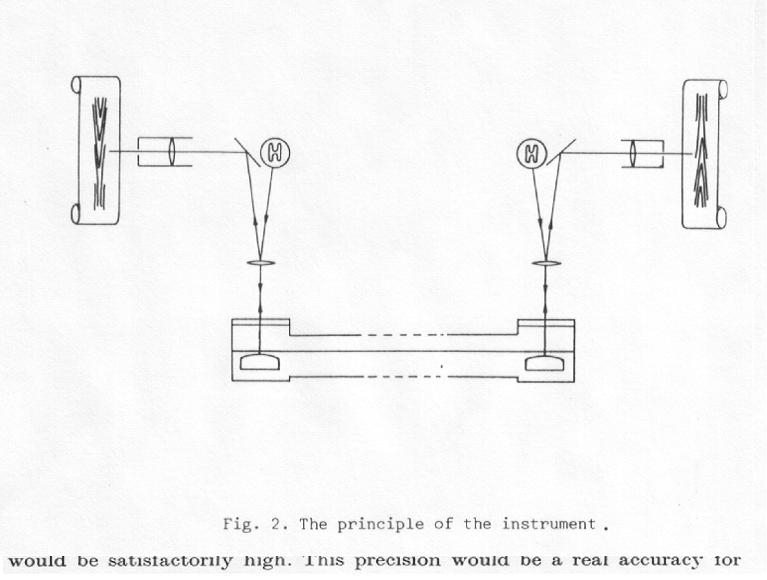 Fig. 2. The principle of the instrument.
would be satisfactorily high. This precision would be a real accuracy for